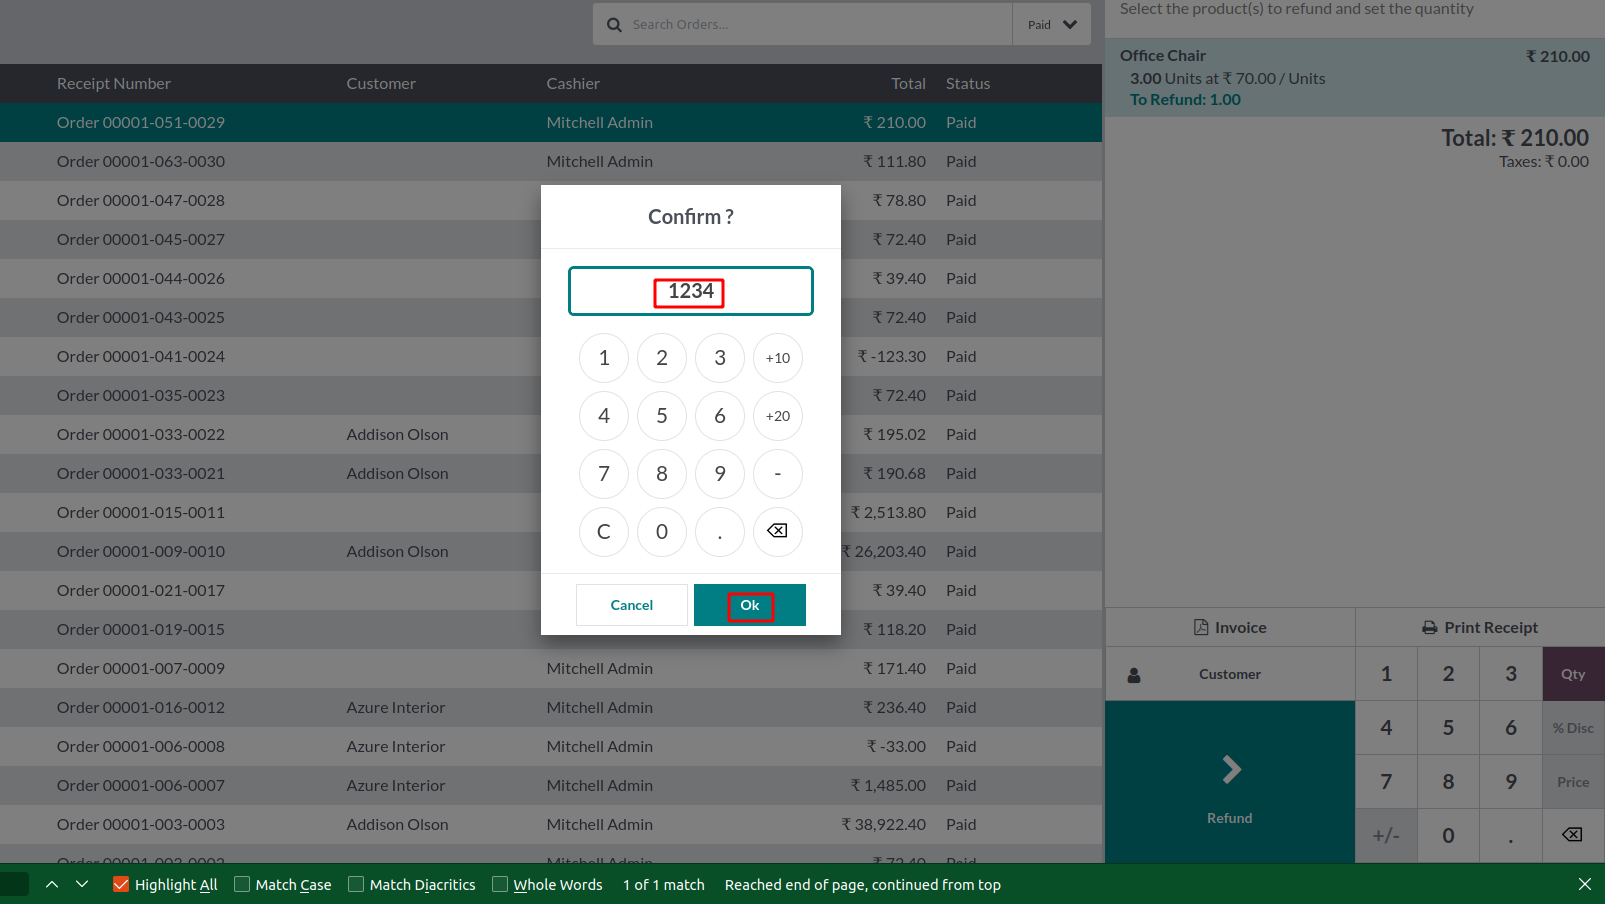 Search Orders...
Paid
Select the product(s) to refund and set the quantity
Receipt Number Customer Cashier Total Status
Order 00001-051-0029 Mitchell Admin ₹ 210.00 Paid
Order 00001-063-0030 Mitchell Admin ₹ 111.80 Paid
Order 00001-047-0028 ₹ 78.80 Paid
Order 00001-045-0027 ₹ 72.40 Paid
Order 00001-044-0026 ₹ 39.40 Paid
Order 00001-043-0025 ₹ 72.40 Paid
Order 00001-041-0024 ₹ -123.30 Paid
Order 00001-035-0023 ₹ 72.40 Paid
Order 00001-033-0022 Addison Olson ₹ 195.02 Paid
Order 00001-033-0021 Addison Olson ₹ 190.68 Paid
Order 00001-015-0011 ₹ 2,513.80 Paid
Order 00001-009-0010 Addison Olson ₹ 26,203.40 Paid
Order 00001-021-0017 ₹ 39.40 Paid
Order 00001-019-0015 ₹ 118.20 Paid
Order 00001-007-0009 Mitchell Admin ₹ 171.40 Paid
Order 00001-016-0012 Azure Interior Mitchell Admin ₹ 236.40 Paid
Order 00001-006-0008 Azure Interior Mitchell Admin ₹ -33.00 Paid
Order 00001-006-0007 Azure Interior Mitchell Admin ₹ 1,485.00 Paid
Order 00001-003-0003 Addison Olson Mitchell Admin ₹ 38,922.40 Paid
Order 00001-003-0002 Mitchell Admin ₹ 72.40 Paid
Confirm ?
1234
1 2 3 +10
4 5 6 +20
7 8 9 -
C 0 .
Cancel Ok
Office Chair ₹ 210.00
3.00 Units at ₹ 70.00 / Units
To Refund: 1.00
Total: ₹ 210.00
Taxes: ₹ 0.00
Invoice Print Receipt
Customer
Refund
1 2 3 Qty
4 5 6 % Disc
7 8 9 Price
+/- 0 .
Highlight All Match Case Match Diacritics Whole Words 1 of 1 match Reached end of page, continued from top